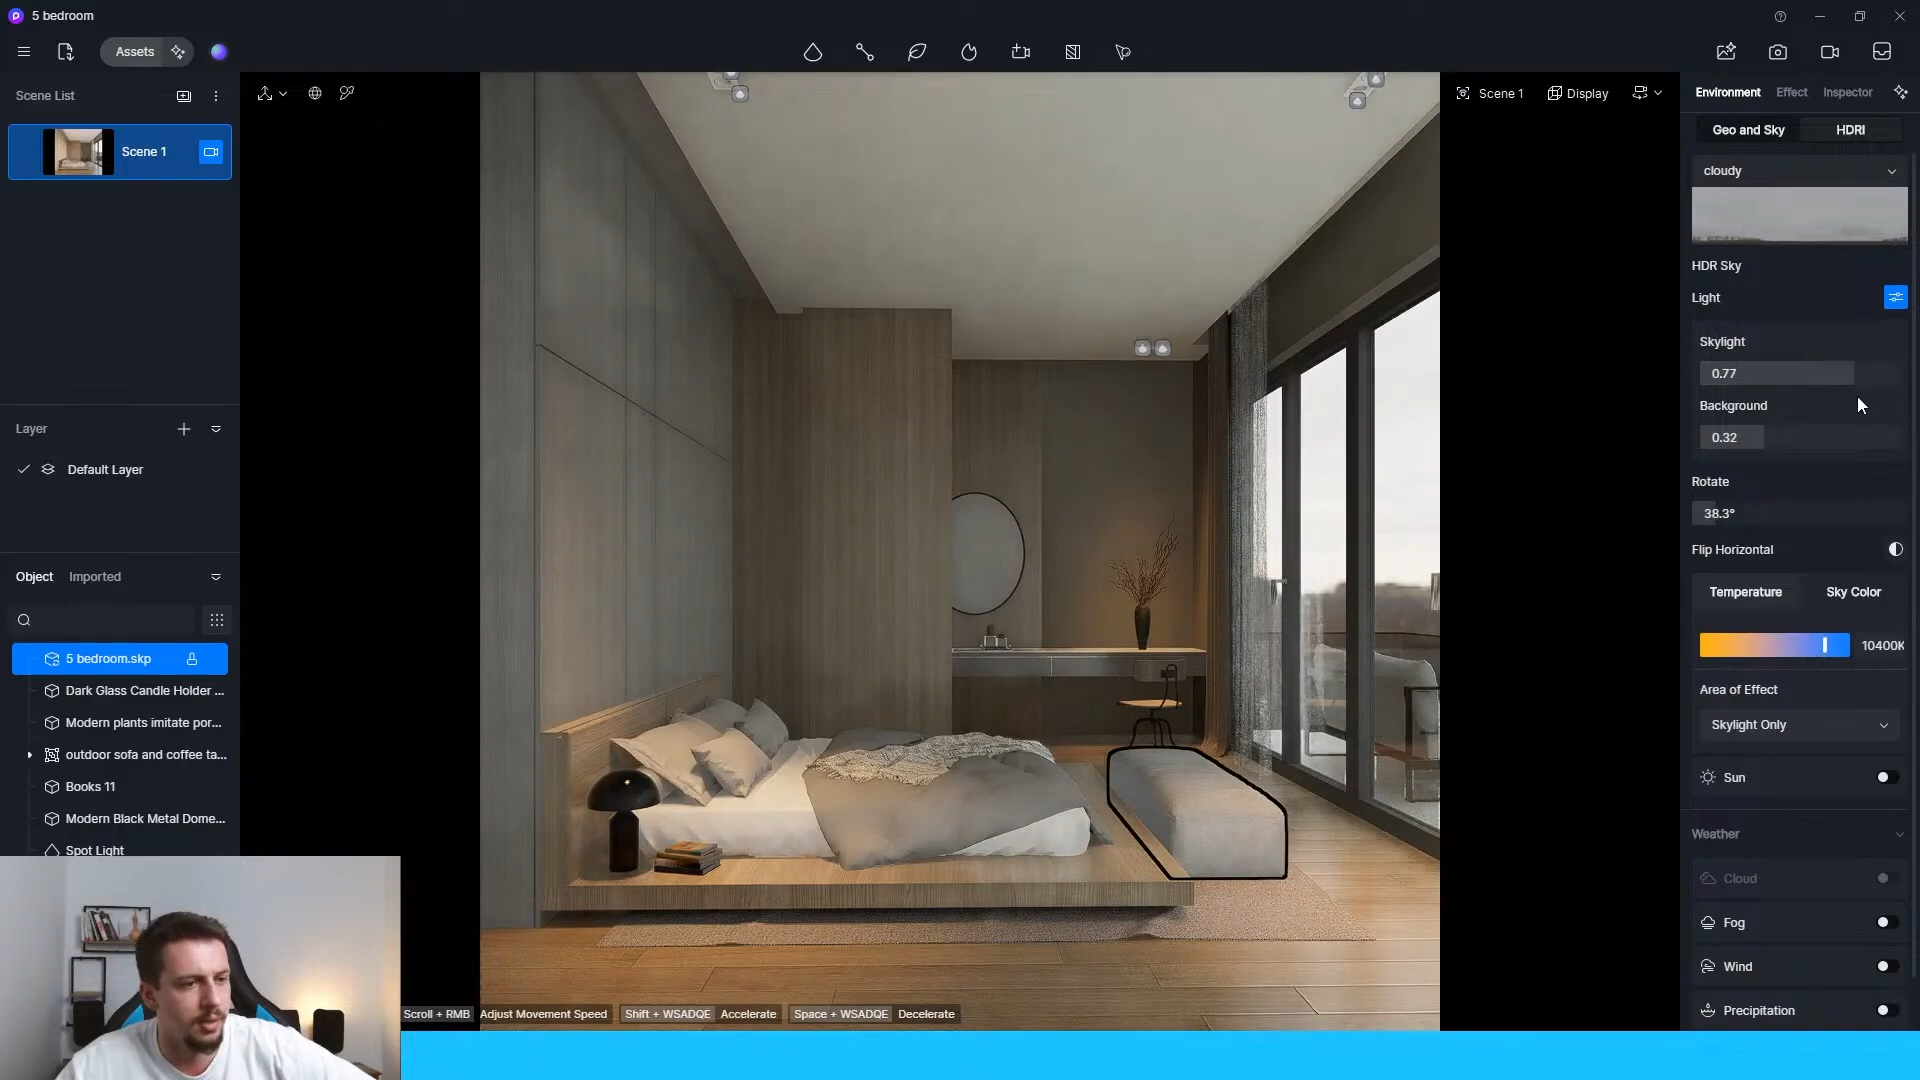 5 bedroom
Assets
Scene List
Scene 1
Layer
Default Layer
Object
Imported
5 bedroom.skp
Dark Glass Candle Holder ...
Modern plants imitate por...
outdoor sofa and coffee ta...
Books 11
Modern Black Metal Dome...
Spot Light
Scene 1
Display
Scroll + RMB
Adjust Movement Speed
Shift + WSADQE
Accelerate
Space + WSADQE
Decelerate
Environment
Effect
Inspector
Geo and Sky
HDRI
cloudy
HDR Sky
Light
Skylight
0.77
Background
0.32
Rotate
38.3°
Flip Horizontal
Temperature
Sky Color
10400K
Area of Effect
Skylight Only
Sun
Weather
Cloud
Fog
Wind
Precipitation